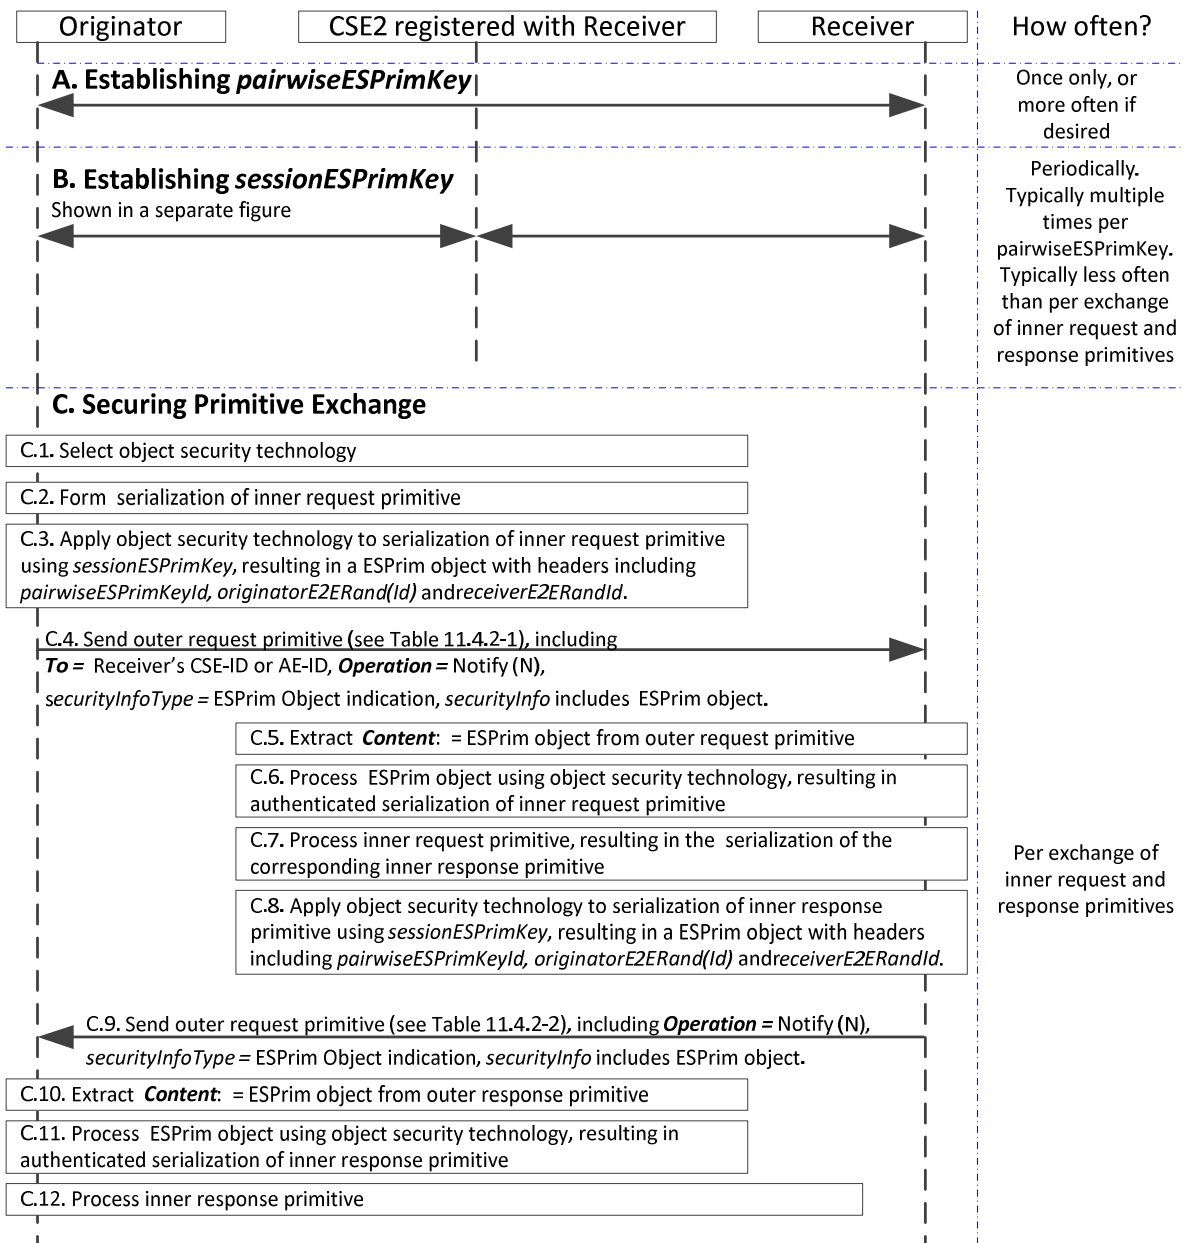 Originator
CSE2 registered with Receiver
Receiver
How often?
A. Establishing pairwiseESPrimKey
Once only, or
more often if
desired
B. Establishing sessionESPrimKey
Shown in a separate figure
Periodically.
Typically multiple
times per
pairwiseESPrimKey.
Typically less often
than per exchange
of inner request and
response primitives
C. Securing Primitive Exchange
C.1. Select object security technology
C.2. Form serialization of inner request primitive
C.3. Apply object security technology to serialization of inner request primitive
using sessionESPrimKey, resulting in a ESPrim object with headers including
pairwiseESPrimKeyId, originatorE2ERand(Id) andreceiverE2ERandId.
C.4. Send outer request primitive (see Table 11.4.2-1), including
To = Receiver's CSE-ID or AE-ID, Operation = Notify (N),
securityInfoType = ESPrim Object indication, securityInfo includes ESPrim object.
C.5. Extract Content: = ESPrim object from outer request primitive
C.6. Process ESPrim object using object security technology, resulting in
authenticated serialization of inner request primitive
C.7. Process inner request primitive, resulting in the serialization of the
corresponding inner response primitive
C.8. Apply object security technology to serialization of inner response
primitive using sessionESPrimKey, resulting in a ESPrim object with headers
including pairwiseESPrimKeyId, originatorE2ERand(Id) andreceiverE2ERandId.
Per exchange of
inner request and
response primitives
C.9. Send outer request primitive (see Table 11.4.2-2), including Operation = Notify (N),
securityInfoType = ESPrim Object indication, securityInfo includes ESPrim object.
C.10. Extract Content: = ESPrim object from outer response primitive
C.11. Process ESPrim object using object security technology, resulting in
authenticated serialization of inner response primitive
C.12. Process inner response primitive